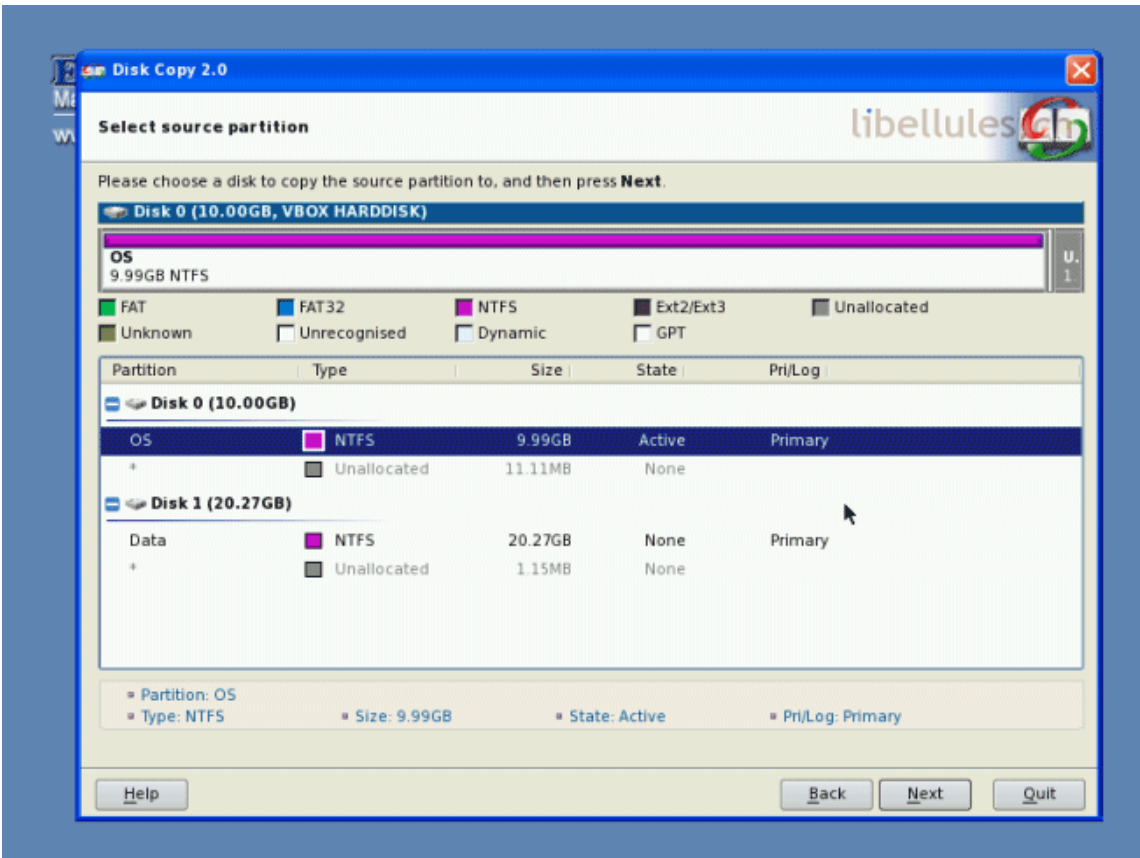 Disk Copy 2.0
Ma
Select source partition
libellules ch
Please choose a disk to copy the source partition to, and then press Next.
Disk 0 (10.00GB, VBOX HARDDISK)
OS
9.99GB NTFS
U.
1.
FAT FAT32 NTFS Ext2/Ext3 Unallocated
Unknown Unrecognised Dynamic GPT
Partition Type Size State Pri/Log
Disk 0 (10.00GB)
OS NTFS 9.99GB Active Primary
* Unallocated 11.11MB None
Disk 1 (20.27GB)
Data NTFS 20.27GB None Primary
* Unallocated 1.15MB None
Partition: OS
Type: NTFS Size: 9.99GB State: Active Pri/Log: Primary
Help Back Next Quit